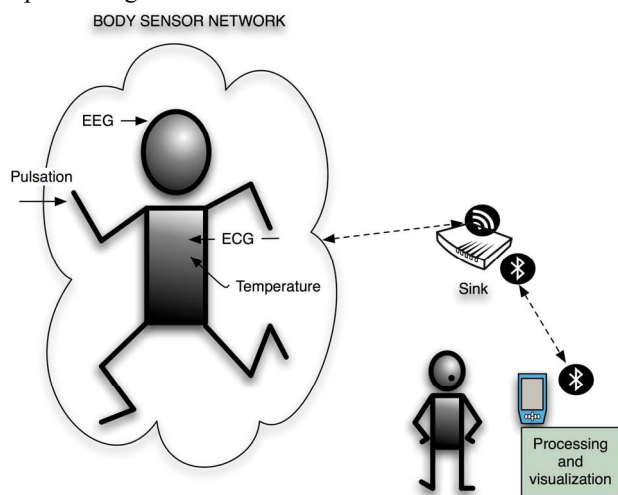 BODY SENSOR NETWORK
EEG
Pulsation
ECG
Temperature
Sink
Processing
and
visualization